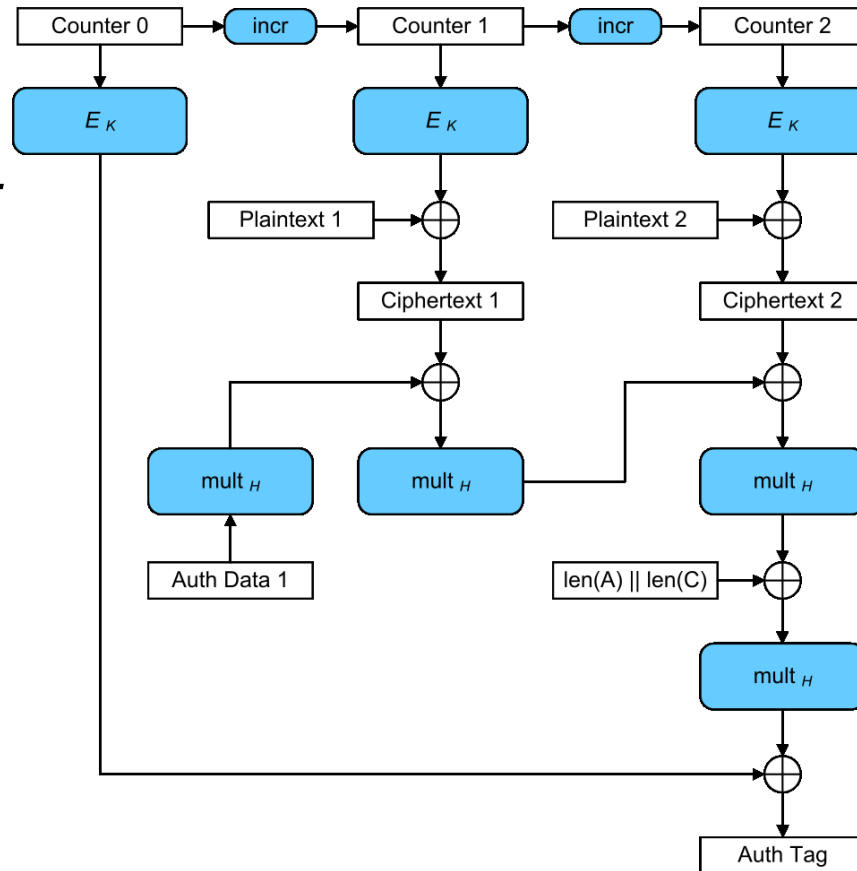 Counter 0
incr
Counter 1
incr
Counter 2
E K
E K
E K
Plaintext 1
Plaintext 2
Ciphertext 1
Ciphertext 2
mult H
mult H
mult H
Auth Data 1
len(A) || len(C)
mult H
Auth Tag